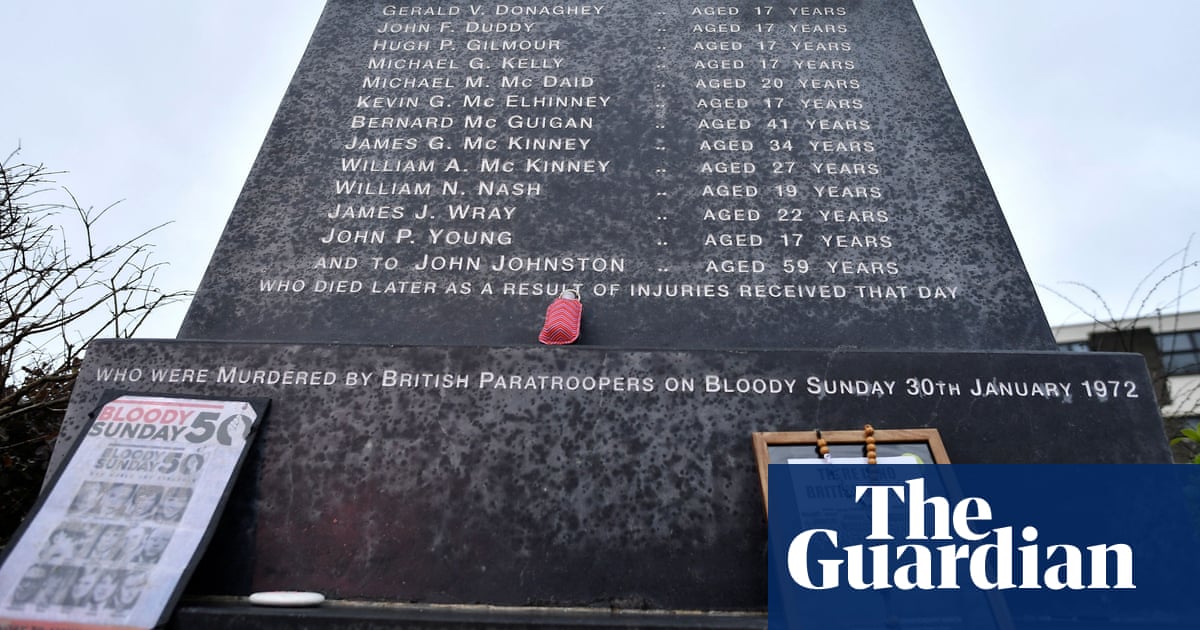 GERALD V. DONAGHEY .. AGED 17 YEARS
JOHN F. DUDDY .. AGED 17 YEARS
HUGH P. GILMOUR .. AGED 17 YEARS
MICHAEL G. KELLY .. AGED 17 YEARS
MICHAEL M. Mc DAID .. AGED 20 YEARS
KEVIN G. Mc ELHINNEY .. AGED 17 YEARS
BERNARD Mc GUIGAN .. AGED 41 YEARS
JAMES G. Mc KINNEY .. AGED 34 YEARS
WILLIAM A. Mc KINNEY .. AGED 27 YEARS
WILLIAM N. NASH .. AGED 19 YEARS
JAMES J. WRAY .. AGED 22 YEARS
JOHN P. YOUNG .. AGED 17 YEARS
AND TO JOHN JOHNSTON .. AGED 59 YEARS
WHO DIED LATER AS A RESULT OF INJURIES RECEIVED THAT DAY
WHO WERE MURDERED BY BRITISH PARATROOPERS ON BLOODY SUNDAY 30TH JANUARY 1972
BLOODY
SUNDAY 50
BLOODY
SUNDAY 50
The
Guardian